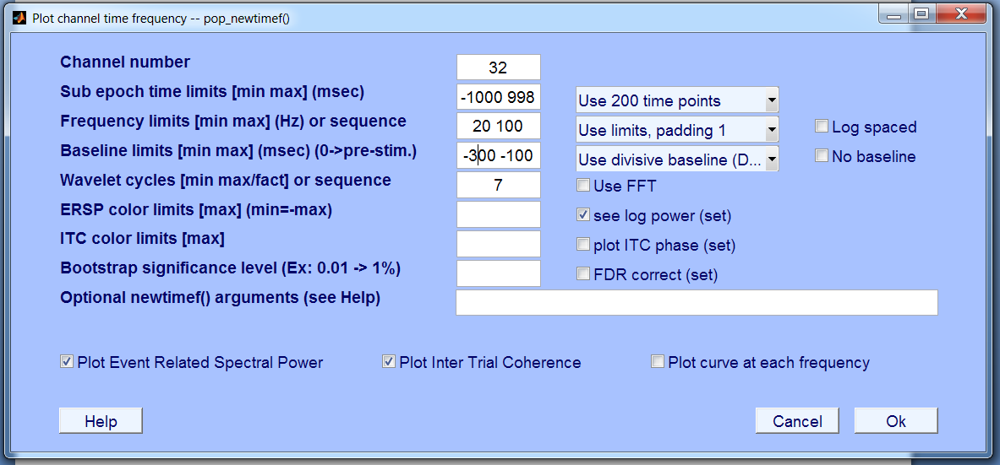 Plot channel time frequency -- pop_newtimef()
Channel number 32
Sub epoch time limits [min max] (msec) -1000 998 Use 200 time points
Frequency limits [min max] (Hz) or sequence 20 100 Use limits, padding 1 Log spaced
Baseline limits [min max] (msec) (0->pre-stim.) -300 -100 Use divisive baseline (D... No baseline
Wavelet cycles [min max/fact] or sequence 7 Use FFT
ERSP color limits [max] (min=-max) see log power (set)
ITC color limits [max] plot ITC phase (set)
Bootstrap significance level (Ex: 0.01 -> 1%) FDR correct (set)
Optional newtimef() arguments (see Help)
Plot Event Related Spectral Power Plot Inter Trial Coherence Plot curve at each frequency
Help Cancel Ok